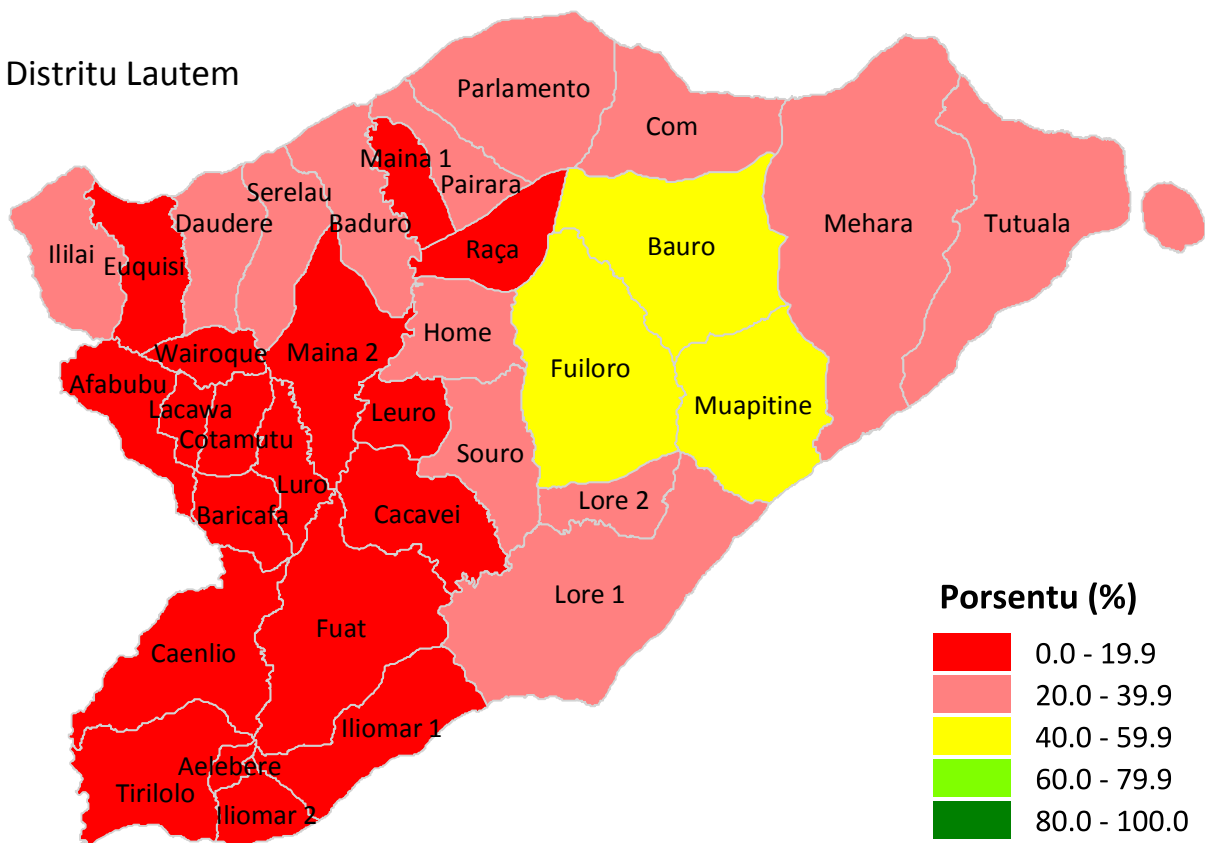 Distritu Lautem
Parlamento
Com
Maina 1
Pairara
Serelau
Daudere
Baduro
Mehara
Tutuala
Ililai
Euquisi
Raça
Bauro
Home
Wairoque
Maina 2
Fuiloro
Afabubu
Lacawa
Leuro
Muapitine
Cotamutu
Souro
Luro
Lore 2
Baricafa
Cacavei
Lore 1
Fuat
Caenlio
Iliomar 1
Aelebere
Tirilolo
Iliomar 2
Porsentu (%)
0.0 - 19.9
20.0 - 39.9
40.0 - 59.9
60.0 - 79.9
80.0 - 100.0